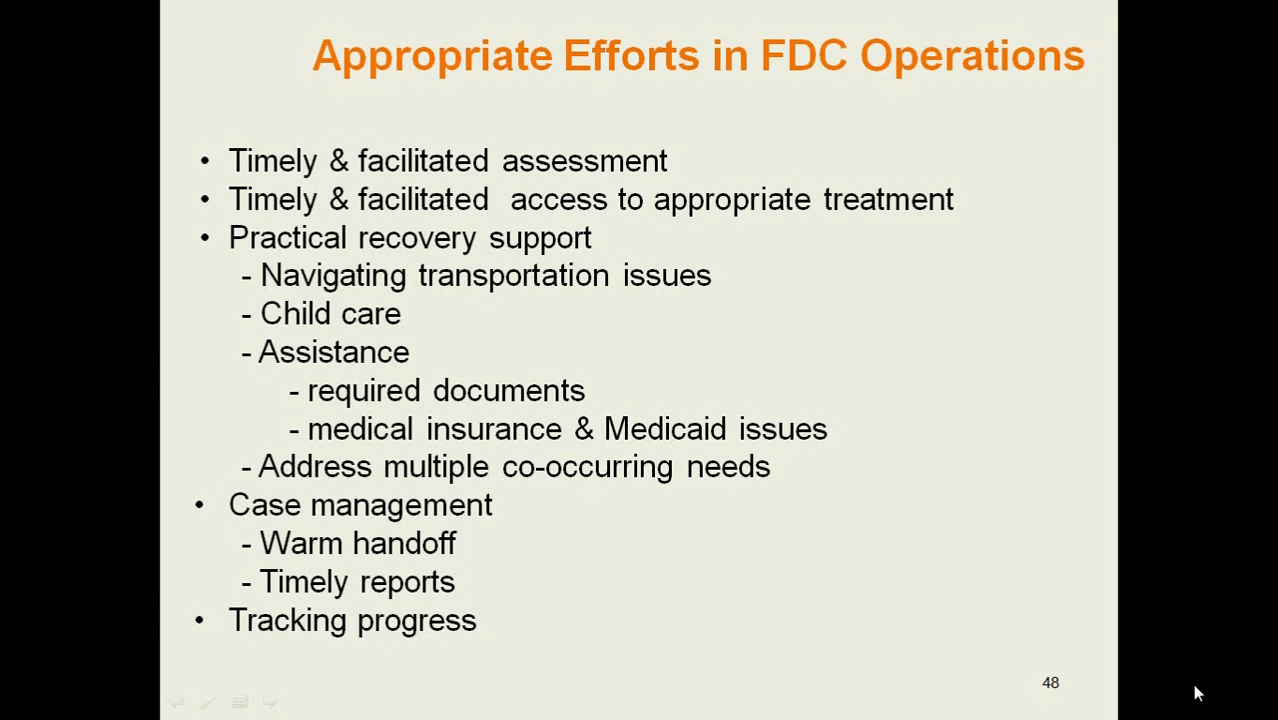 Appropriate Efforts in FDC Operations
• Timely & facilitated assessment
• Timely & facilitated access to appropriate treatment
• Practical recovery support
- Navigating transportation issues
- Child care
- Assistance
- required documents
- medical insurance & Medicaid issues
- Address multiple co-occurring needs
• Case management
- Warm handoff
- Timely reports
• Tracking progress
48